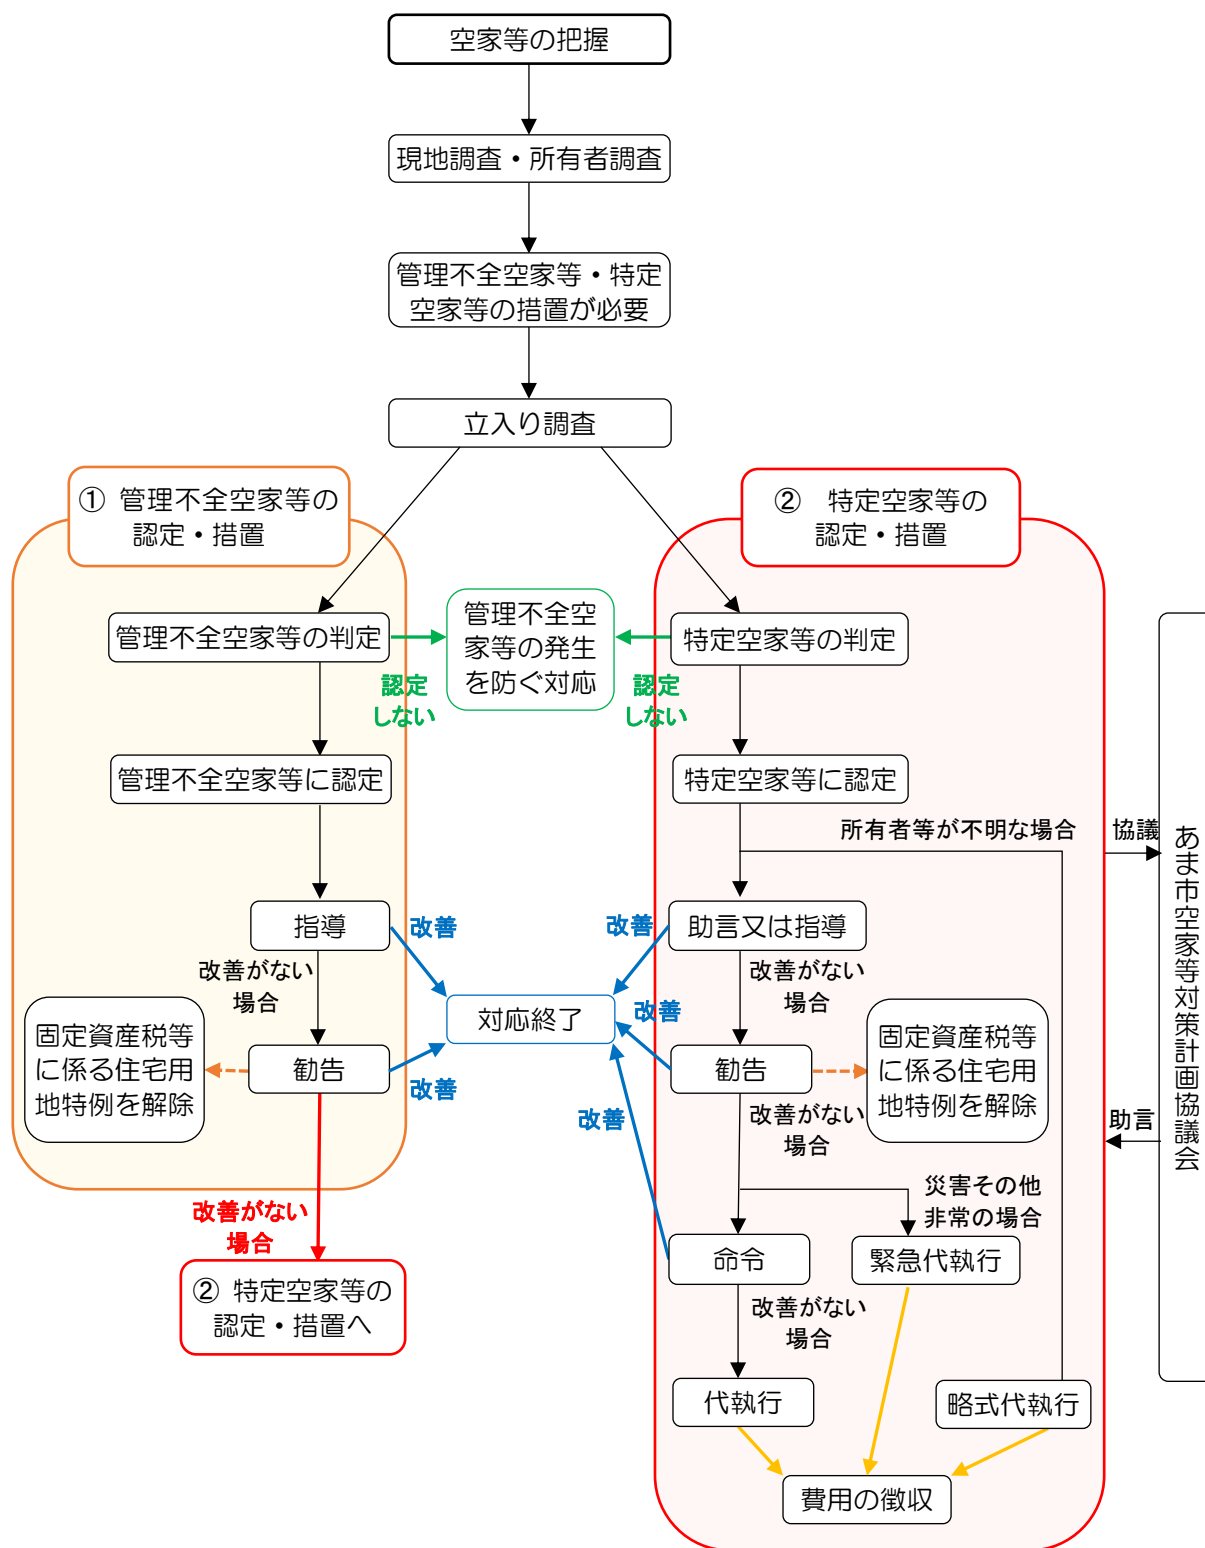 空家等の把握
現地調査・所有者調査
管理不全空家等・特定
空家等の措置が必要
立入り調査
① 管理不全空家等の
認定・措置
② 特定空家等の
認定・措置
管理不全空家等の判定
認定
しない
管理不全空
家等の発生
を防ぐ対応
認定
しない
特定空家等の判定
管理不全空家等に認定
特定空家等に認定
所有者等が不明な場合
協議
あま市空家等対策計画協議会
助言
指導
改善
改善がない
場合
勧告
改善
固定資産税等
に係る住宅用
地特例を解除
改善がない
場合
② 特定空家等の
認定・措置へ
対応終了
助言又は指導
改善
改善がない
場合
勧告
改善
固定資産税等
に係る住宅用
地特例を解除
改善がない
場合
災害その他
非常の場合
改善
命令
緊急代執行
改善がない
場合
代執行
略式代執行
費用の徴収